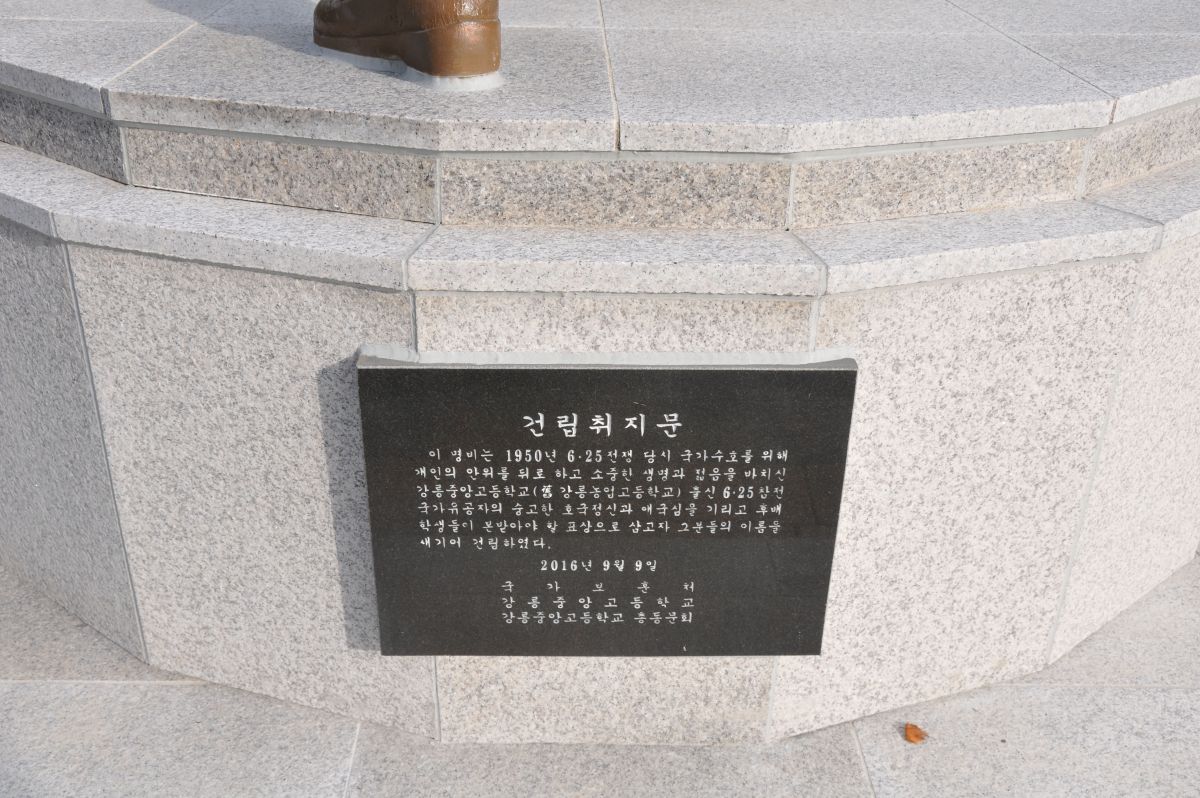 건립취지문
이 명비는 1950년 6·25전쟁 당시 국가수호를 위해
개인의 안위를 뒤로 하고 소중한 생명과 젊음을 바치신
강릉중앙고등학교(舊 강릉농업고등학교) 출신 6·25참전
국가유공자의 숭고한 호국정신과 애국심을 기리고 후배
학생들이 본받아야 할 표상으로 삼고자 그분들의 이름을
새기어 건립하였다.
2016년 9월 9일
국가보훈처
강릉중앙고등학교
강릉중앙고등학교 총동문회